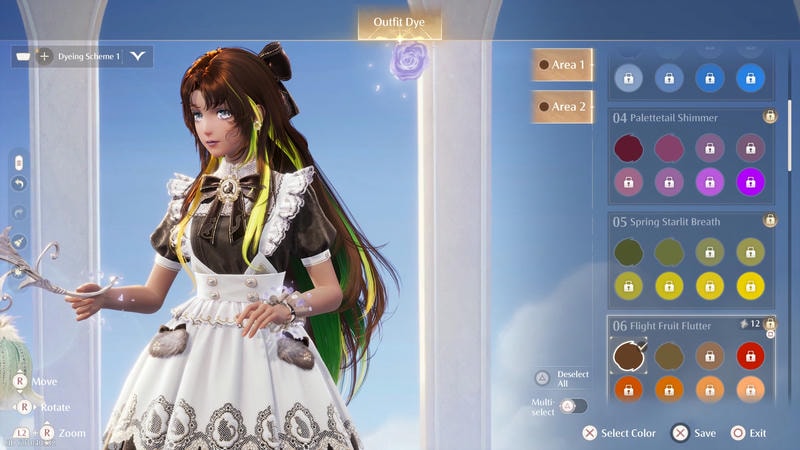 Outfit Dye
Dyeing Scheme 1
Area 1
Area 2
04 Palettetail Shimmer
05 Spring Starlit Breath
06 Flight Fruit Flutter
12
R Move
R Rotate
L2 + R Zoom
Deselect
All
Multi-
select
Select Color
Save
Exit